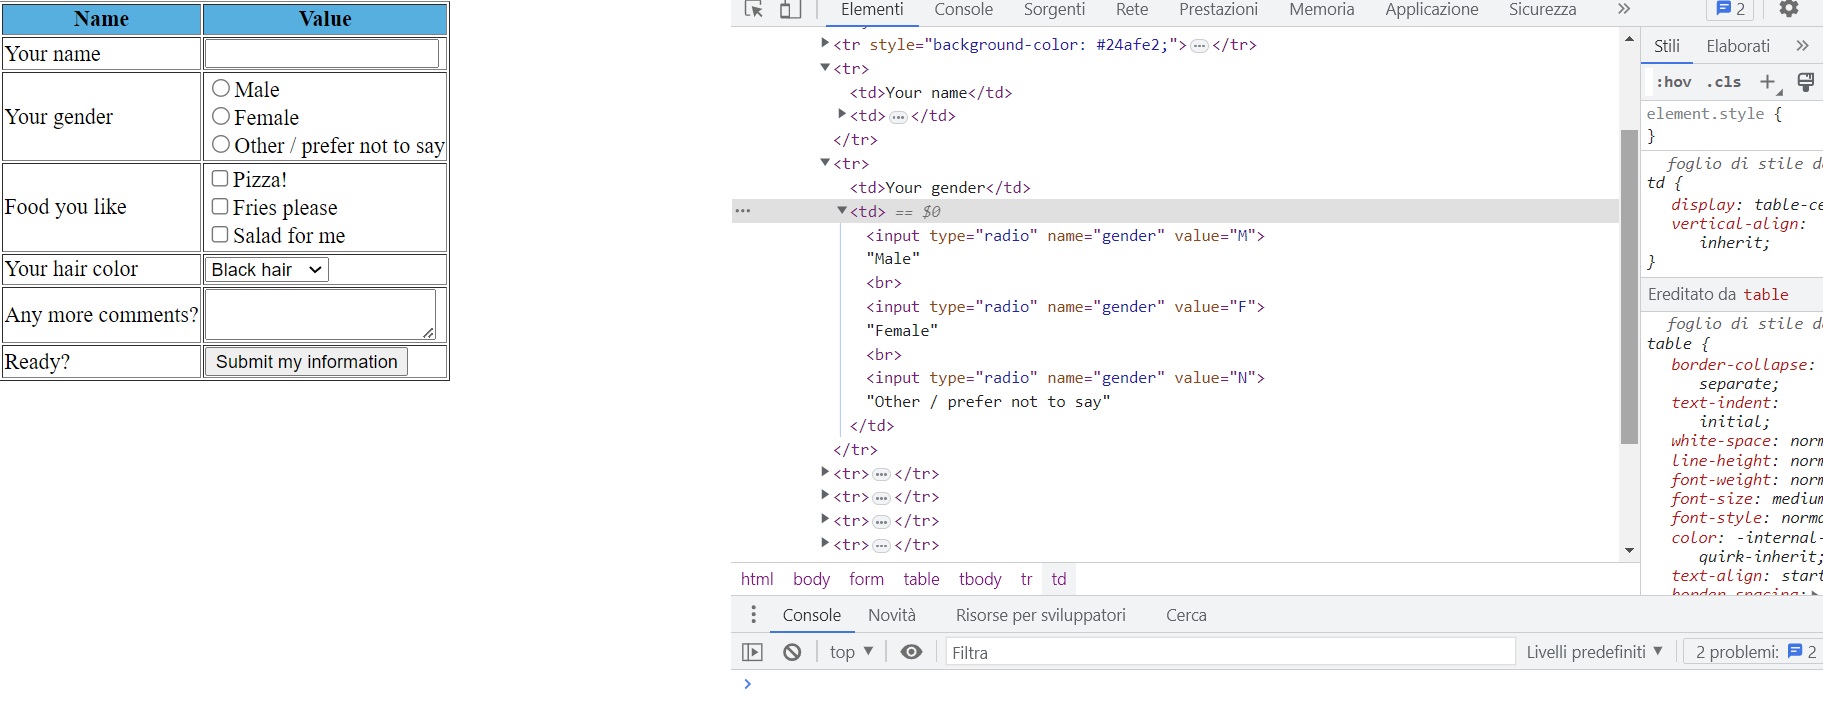 Name Value
Your name
Your gender
Male
Female
Other / prefer not to say
Food you like
Pizza!
Fries please
Salad for me
Your hair color Black hair
Any more comments?
Ready? Submit my information
Elementi Console Sorgenti Rete Prestazioni Memoria Applicazione Sicurezza » 2
<tr style="background-color: #24afe2;"> ··· </tr>
<tr>
<td>Your name</td>
<td> ··· </td>
</tr>
<tr>
<td>Your gender</td>
··· <td> == $0
<input type="radio" name="gender" value="M">
"Male"
<br>
<input type="radio" name="gender" value="F">
"Female"
<br>
<input type="radio" name="gender" value="N">
"Other / prefer not to say"
</td>
</tr>
<tr> ··· </tr>
<tr> ··· </tr>
<tr> ··· </tr>
<tr> ··· </tr>
html body form table tbody tr td
Stili Elaborati »
:hov .cls +
element.style {
}
foglio di stile d
td {
display: table-ce
vertical-align:
inherit;
}
Ereditato da table
foglio di stile d
table {
border-collapse:
separate;
text-indent:
initial;
white-space: norm
line-height: norm
font-weight: norm
font-size: medium
font-style: norma
color: -internal-
quirk-inherit;
text-align: start
border-spacing:
Console Novità Risorse per sviluppatori Cerca
top Filtra Livelli predefiniti 2 problemi: 2